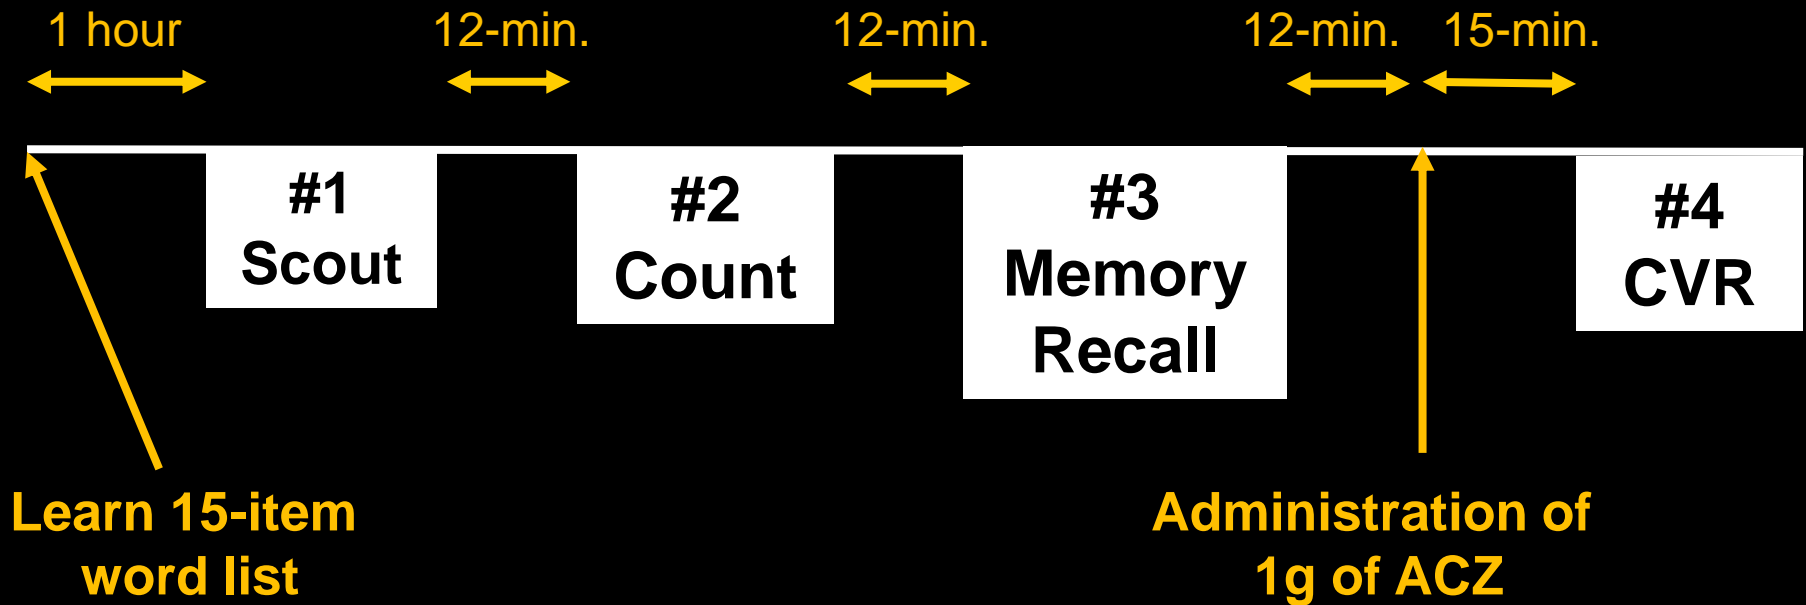 1 hour
12-min.
12-min.
12-min.
15-min.
#1
Scout
#2
Count
#3
Memory
Recall
#4
CVR
Learn 15-item
word list
Administration of
1g of ACZ